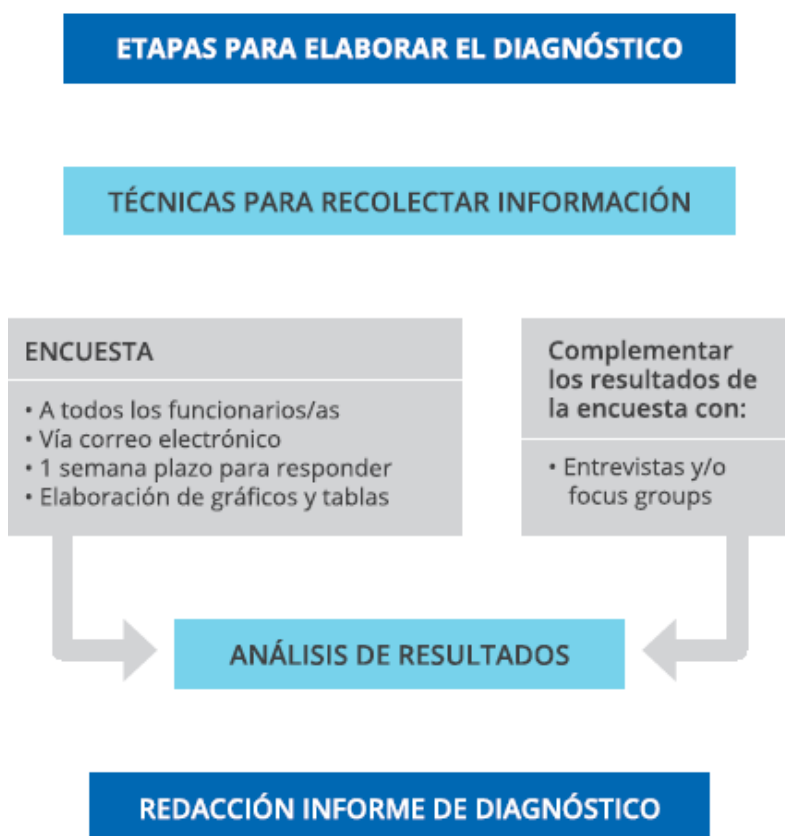 ETAPAS PARA ELABORAR EL DIAGNÓSTICO
TÉCNICAS PARA RECOLECTAR INFORMACIÓN
ENCUESTA
• A todos los funcionarios/as
• Vía correo electrónico
• 1 semana plazo para responder
• Elaboración de gráficos y tablas
Complementar
los resultados de
la encuesta con:
• Entrevistas y/o
focus groups
ANÁLISIS DE RESULTADOS
REDACCIÓN INFORME DE DIAGNÓSTICO